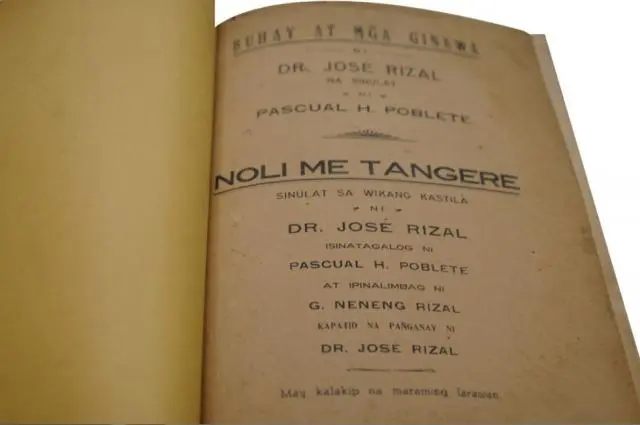 BUHAY AT MGA GINAWA
NI
DR. JOSE RIZAL
NA SINULAT
NI
PASCUAL H. POBLETE
NOLI ME TANGERE
SINULAT SA WIKANG KASTILÀ
NI
DR. JOSÉ RIZAL
ISINATAGALOG NI
PASCUAL H. POBLETE
AT IPINALIMBAG NI
G. NENENG RIZAL
KAPATID NA PAÑGANAY NI
DR. JOSE RIZAL
May kalakip na maraming larawan.